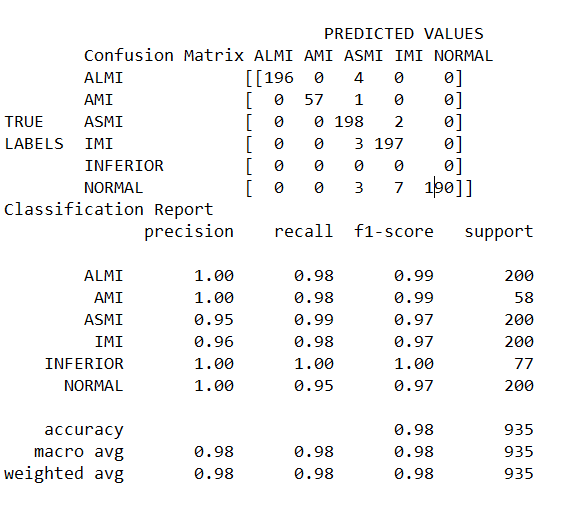 PREDICTED VALUES
Confusion Matrix ALMI AMI ASMI IMI NORMAL
ALMI [[196 0 4 0 0]
AMI [ 0 57 1 0 0]
TRUE ASMI [ 0 0 198 2 0]
LABELS IMI [ 0 0 3 197 0]
INFERIOR [ 0 0 0 0 0]
NORMAL [ 0 0 3 7 190]]
Classification Report
precision recall f1-score support
ALMI 1.00 0.98 0.99 200
AMI 1.00 0.98 0.99 58
ASMI 0.95 0.99 0.97 200
IMI 0.96 0.98 0.97 200
INFERIOR 1.00 1.00 1.00 77
NORMAL 1.00 0.95 0.97 200
accuracy 0.98 935
macro avg 0.98 0.98 0.98 935
weighted avg 0.98 0.98 0.98 935